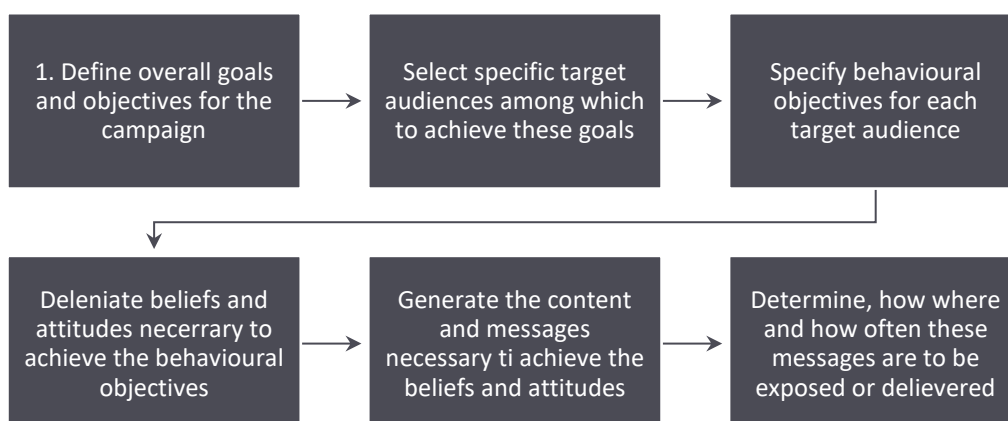 1. Define overall goals
and objectives for the
campaign
Select specific target
audiences among which
to achieve these goals
Specify behavioural
objectives for each
target audience
Deleniate beliefs and
attitudes necerrary to
achieve the behavioural
objectives
Generate the content
and messages
necessary ti achieve the
beliefs and attitudes
Determine, how where
and how often these
messages are to be
exposed or delievered